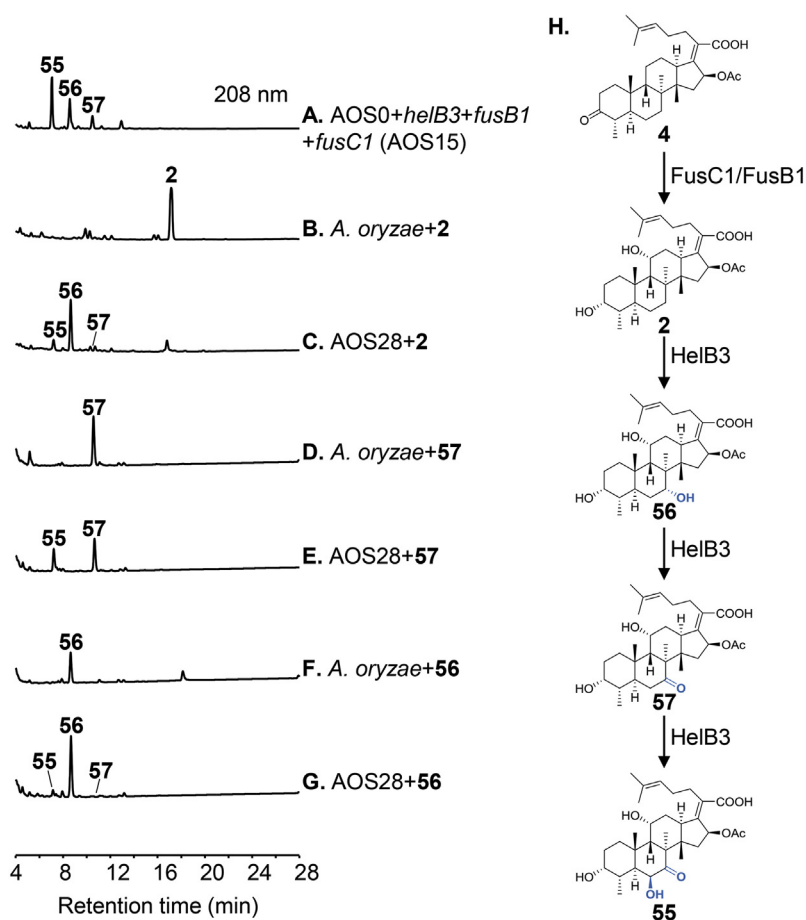 55
56
57
208 nm
A. AOS0+helB3+fusB1
+fusC1 (AOS15)
2
B. A. oryzae+2
56
55
57
C. AOS28+2
57
D. A. oryzae+57
55
57
E. AOS28+57
56
F. A. oryzae+56
56
55
57
G. AOS28+56
4
8
12
16
20
24
28
Retention time (min)
H.
COOH
H
OAc
H
O
H
4
FusC1/FusB1
COOH
HO
H
OAc
H
HO
H
2
HelB3
COOH
HO
H
OAc
H
HO
H
OH
56
HelB3
COOH
HO
H
OAc
H
HO
H
O
57
HelB3
COOH
HO
H
OAc
H
HO
H
O
OH
55